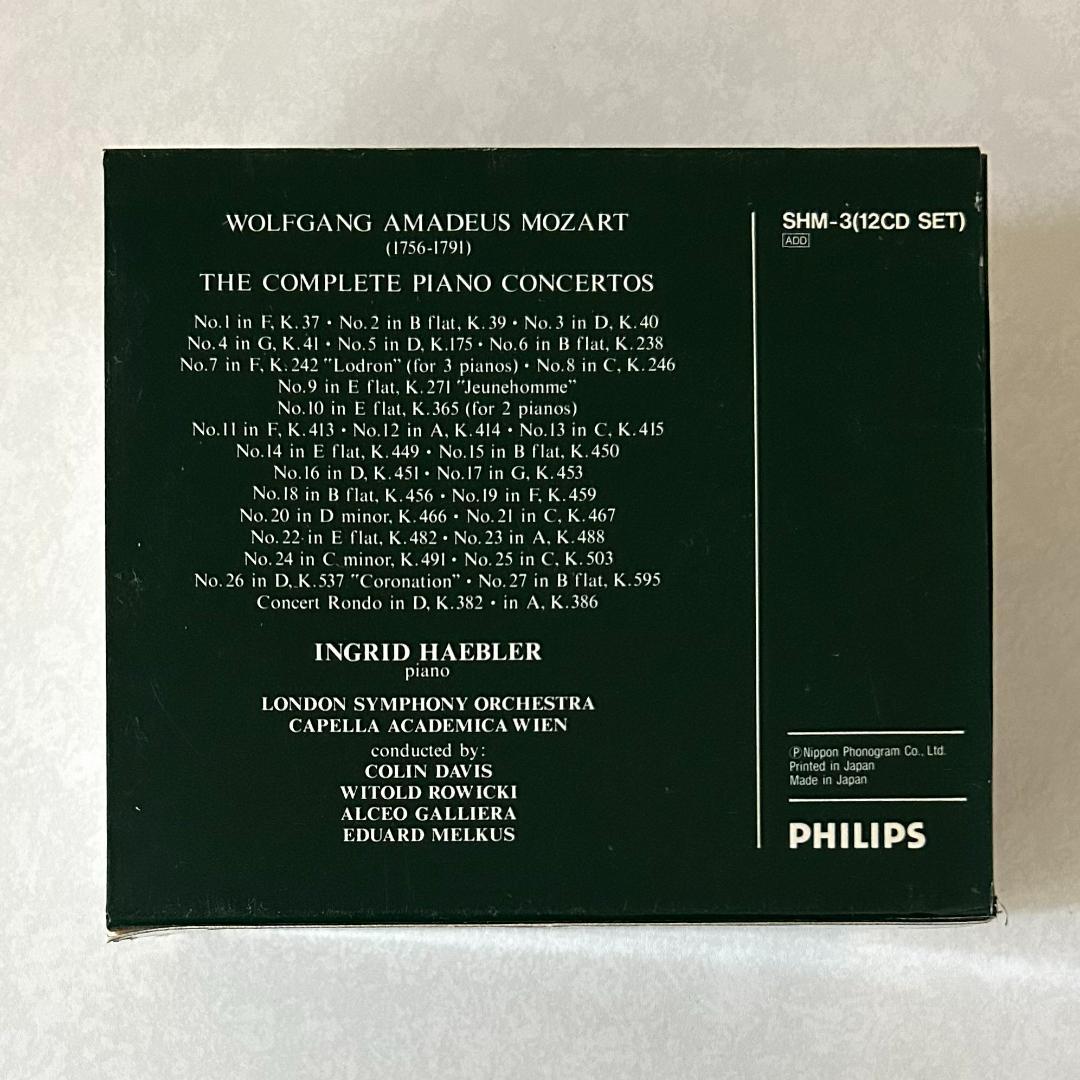 WOLFGANG AMADEUS MOZART
(1756-1791)
THE COMPLETE PIANO CONCERTOS
No.1 in F, K.37 • No.2 in B flat, K.39 • No.3 in D, K.40
No.4 in G, K.41 • No.5 in D, K.175 • No.6 in B flat, K.238
No.7 in F, K.242 "Lodron" (for 3 pianos) • No.8 in C, K.246
No.9 in E flat, K.271 "Jeunehomme"
No.10 in E flat, K.365 (for 2 pianos)
No.11 in F, K.413 • No.12 in A, K.414 • No.13 in C, K.415
No.14 in E flat, K.449 • No.15 in B flat, K.450
No.16 in D, K.451 • No.17 in G, K.453
No.18 in B flat, K.456 • No.19 in F, K.459
No.20 in D minor, K.466 • No.21 in C, K.467
No.22 in E flat, K.482 • No.23 in A, K.488
No.24 in C minor, K.491 • No.25 in C, K.503
No.26 in D, K.537 "Coronation" • No.27 in B flat, K.595
Concert Rondo in D, K.382 • in A, K.386
INGRID HAEBLER
piano
LONDON SYMPHONY ORCHESTRA
CAPELLA ACADEMICA WIEN
conducted by:
COLIN DAVIS
WITOLD ROWICKI
ALCEO GALLIERA
EDUARD MELKUS
SHM-3(12CD SET)
ADD
℗Nippon Phonogram Co., Ltd.
Printed in Japan
Made in Japan
PHILIPS